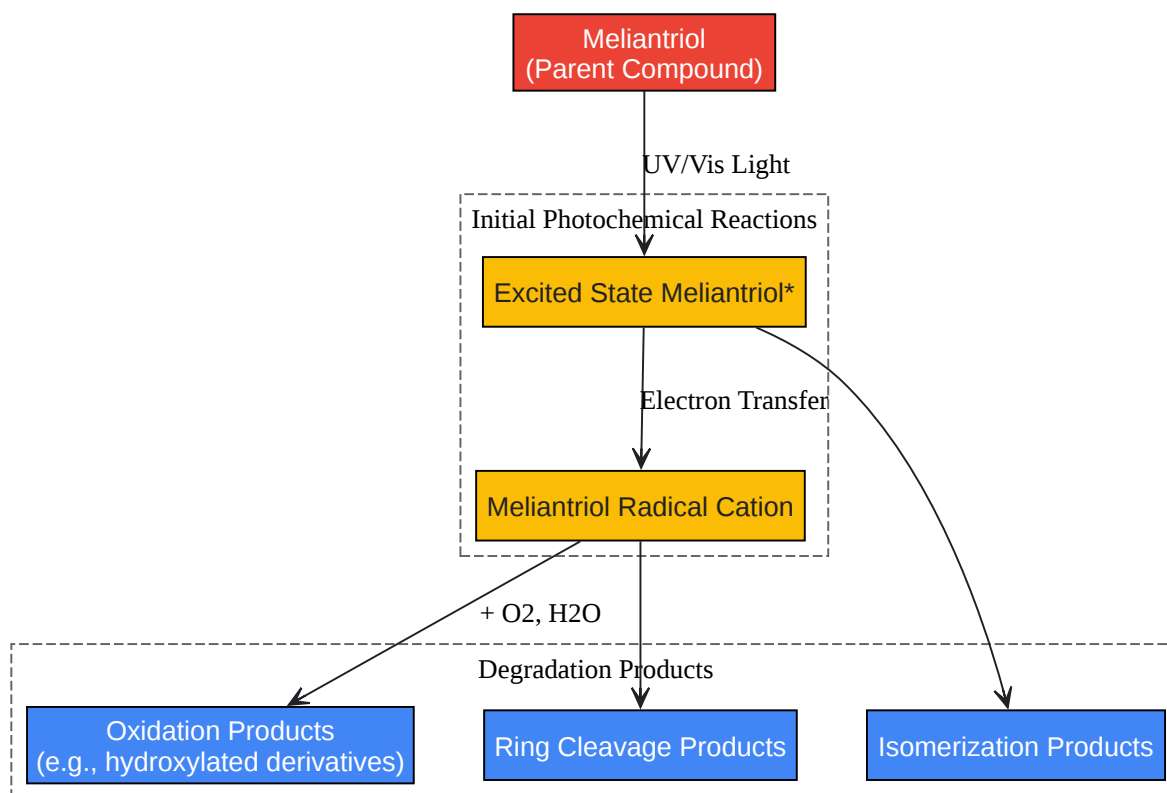 Meliantriol
(Parent Compound)
UV/Vis Light
Initial Photochemical Reactions
Excited State Meliantriol*
Electron Transfer
Meliantriol Radical Cation
+ O2, H2O
Degradation Products
Oxidation Products
(e.g., hydroxylated derivatives)
Ring Cleavage Products
Isomerization Products